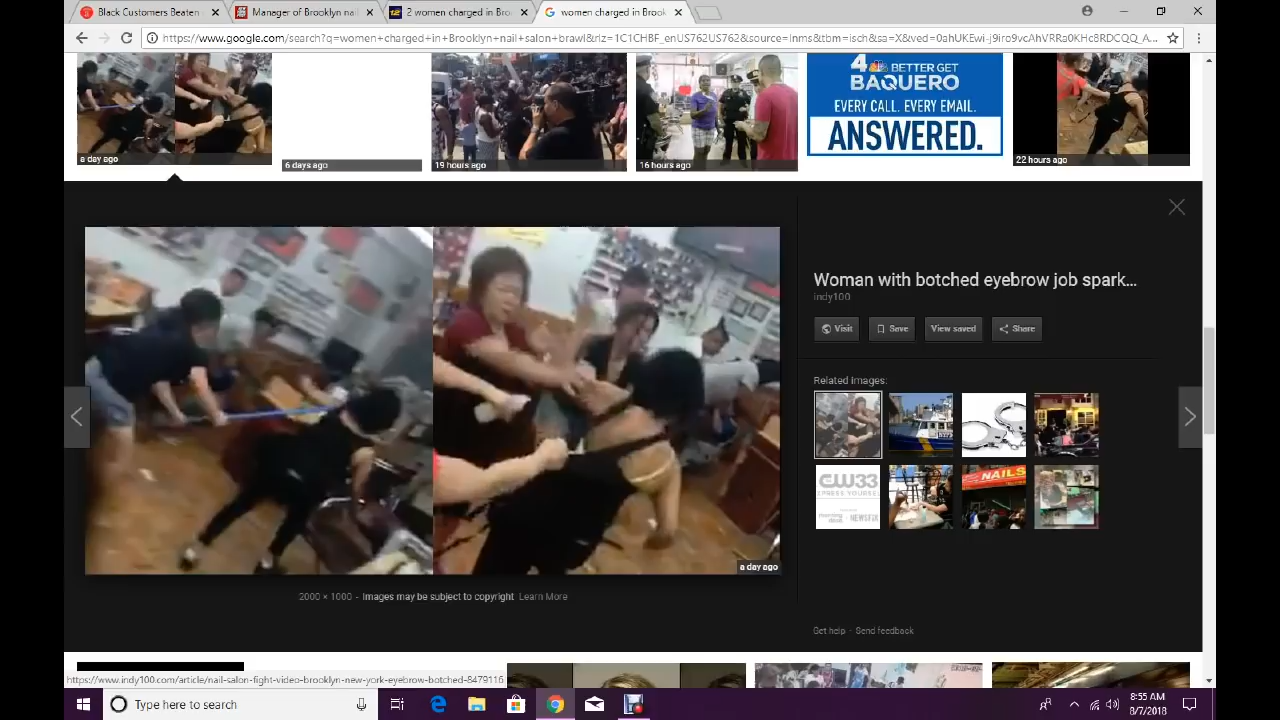 Black Customers Beaten
Manager of Brooklyn nail
2 women charged in Bro
women charged in Brook
https://www.google.com/search?q=women+charged+in+Brooklyn+nail+salon+brawl&rlz=1C1CHBF_enUS762US762&source=lnms&tbm=isch&sa=X&ved=0ahUKEwi-j9iro9vcAhVRRa0KHc8RDCQQ_A...
4 BETTER GET
BAQUERO
EVERY CALL. EVERY EMAIL.
ANSWERED.
a day ago
6 days ago
19 hours ago
16 hours ago
22 hours ago
Woman with botched eyebrow job spark...
indy100
Visit
Save
View saved
Share
Related images:
CW33
NEWSFIX
NAILS
a day ago
2000 × 1000 - Images may be subject to copyright Learn More
Get help - Send feedback
https://www.indy100.com/article/nail-salon-fight-video-brooklyn-new-york-eyebrow-botched-8479116
Type here to search
8:55 AM
8/7/2018